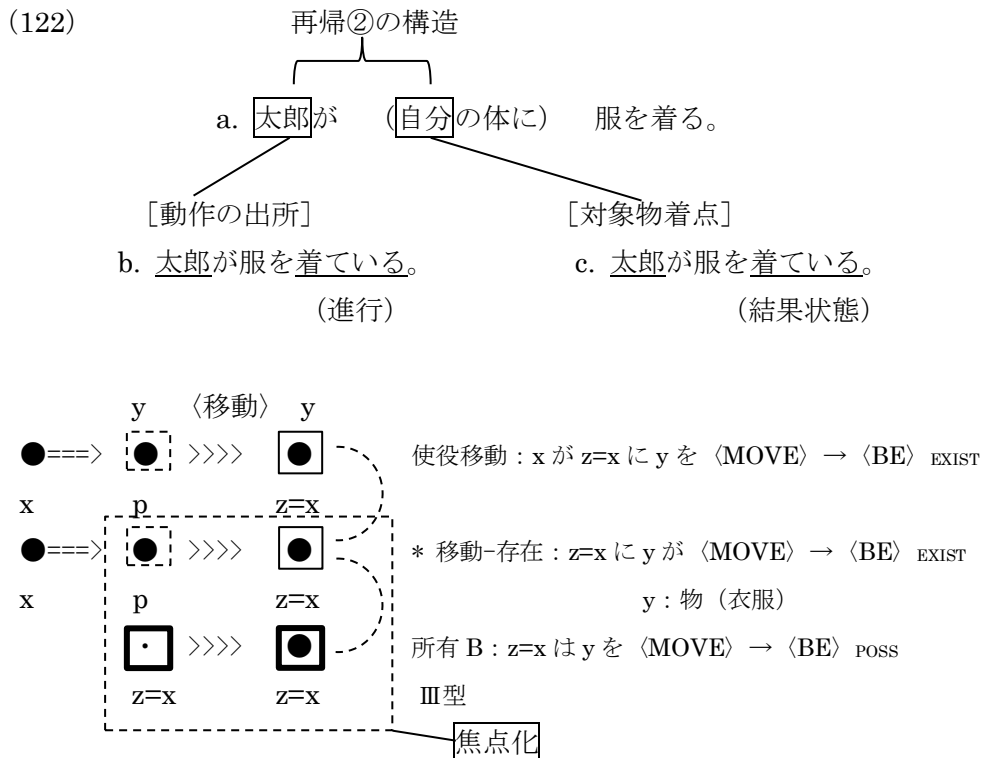 (122) 再帰②の構造
a. 太郎が (自分の体に) 服を着る。
[動作の出所] [対象物着点]
b. 太郎が服を着ている。 c. 太郎が服を着ている。
(進行) (結果状態)
y 〈移動〉 y
●===> ● >>>> ● 使役移動:x が z=x に y を 〈MOVE〉 → 〈BE〉 EXIST
x p z=x
●===> ● >>>> ● * 移動-存在:z=x に y が 〈MOVE〉 → 〈BE〉 EXIST
x p z=x y:物(衣服)
・ >>>> ● 所有 B:z=x は y を 〈MOVE〉 → 〈BE〉 POSS
z=x z=x Ⅲ型
焦点化